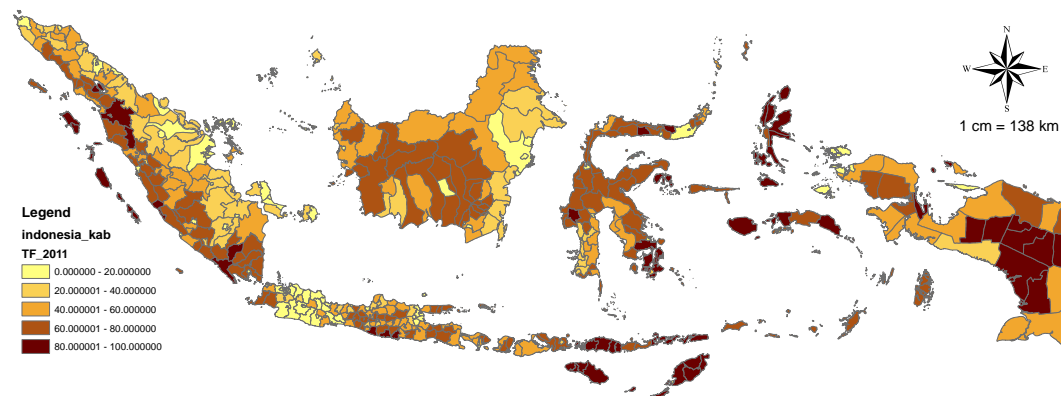 N
W
E
S
1 cm = 138 km
Legend
indonesia_kab
TF_2011
0.000000 - 20.000000
20.000001 - 40.000000
40.000001 - 60.000000
60.000001 - 80.000000
80.000001 - 100.000000